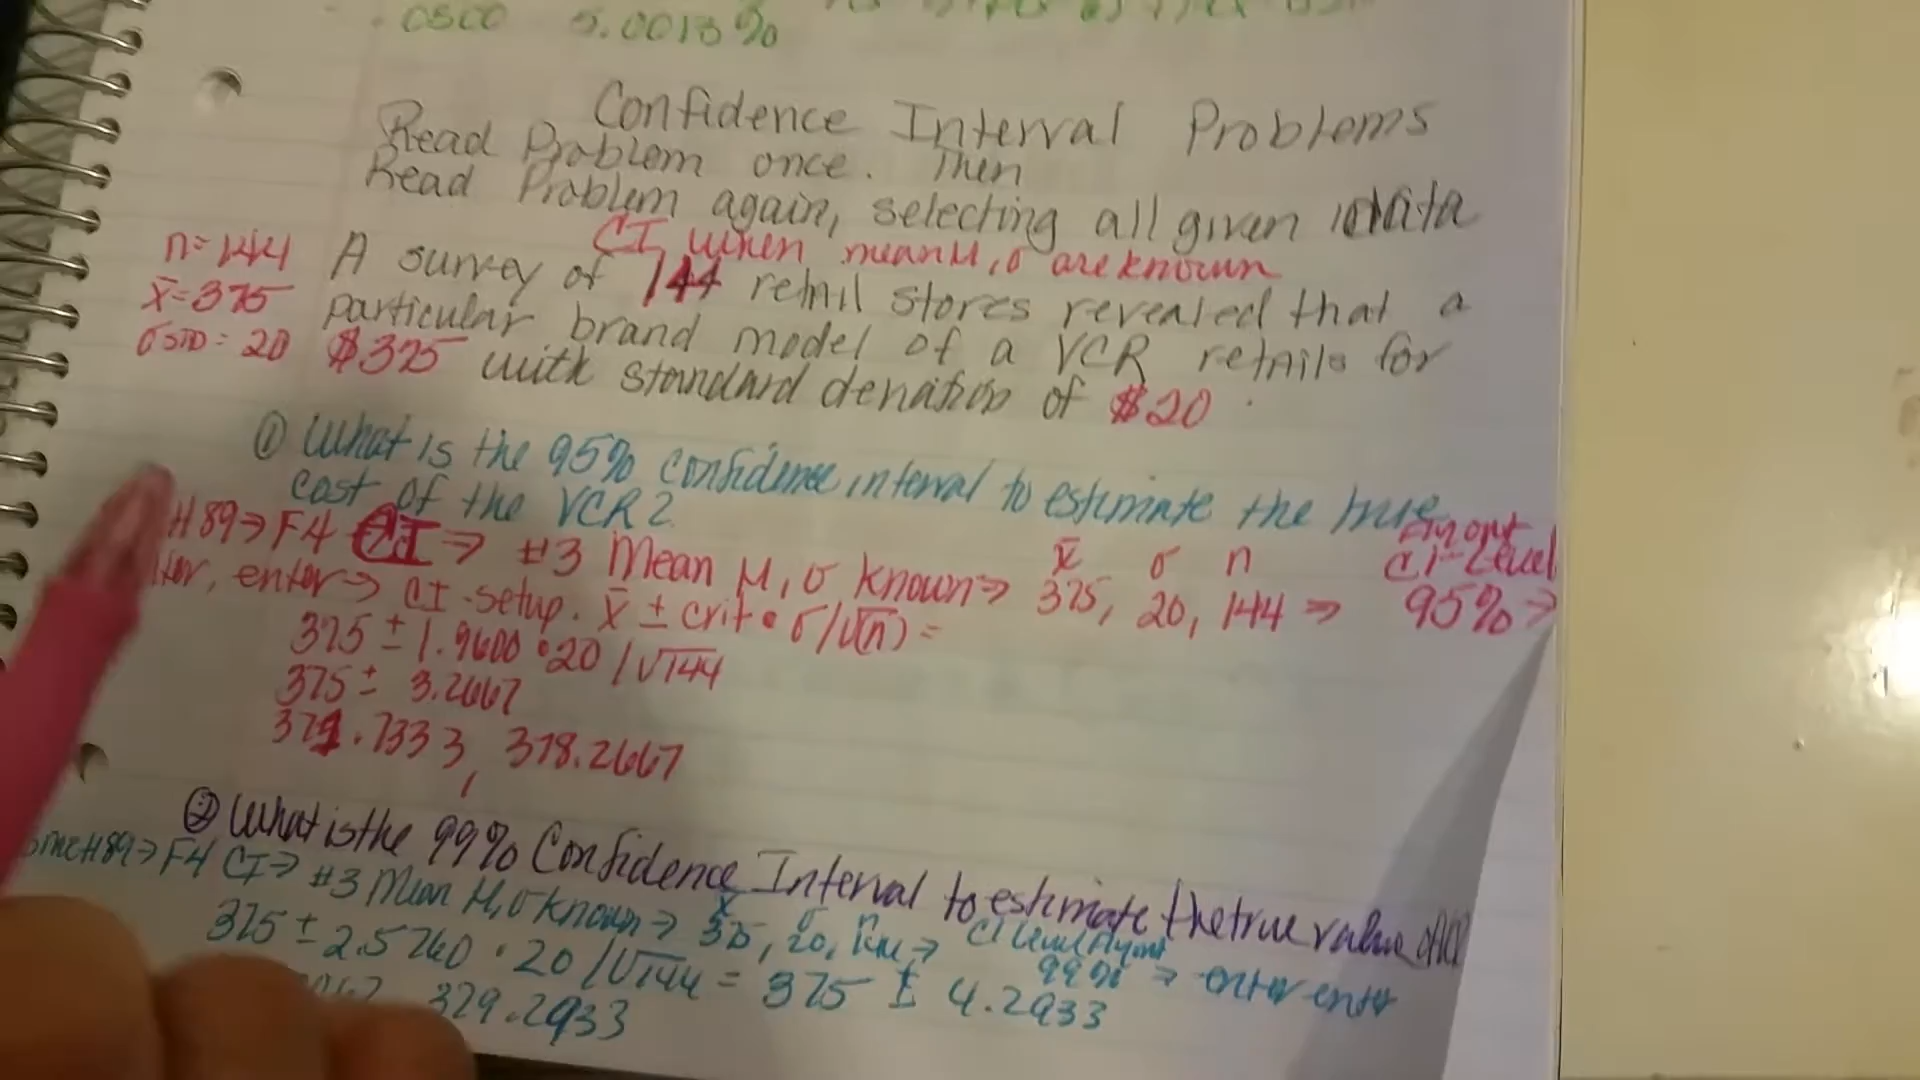 .0500 5.0013%
Confidence Interval Problems
Read Problem once. Then
Read Problem again, selecting all given data
CI when mean μ, σ are known
n=144 A survey of 144 retail stores revealed that a
x̄=375 particular brand model of a VCR retails for
σ STD=20 $375 with standard deviation of $20.
① What is the 95% confidence interval to estimate the true
cost of the VCR?
H89⇒F4 CI ⇒ #3 Mean μ, σ known⇒ 375, 20, 144 ⇒ 95%⇒
x̄ σ n CI-Level
enter⇒ CI-setup. x̄ ± crit•σ/√(n) =
375 ± 1.9600•20/√144
375 ± 3.2667
371.7333, 378.2667
② What is the 99% Confidence Interval to estimate the true value of
H89⇒F4 CI⇒ #3 Mean μ, σ known⇒ 375, 20, ⇒ CI Level
x̄ σ n 99% ⇒ enter enter
375 ± 2.5760•20/√144 = 375 ± 4.2933
379.2933